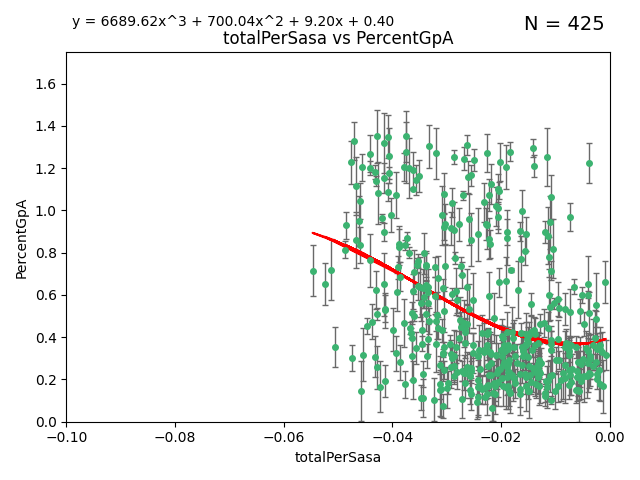 y = 6689.62x^3 + 700.04x^2 + 9.20x + 0.40
N = 425
totalPerSasa vs PercentGpA
PercentGpA
1.6
1.4
1.2
1.0
0.8
0.6
0.4
0.2
0.0
−0.10 −0.08 −0.06 −0.04 −0.02 0.00
totalPerSasa